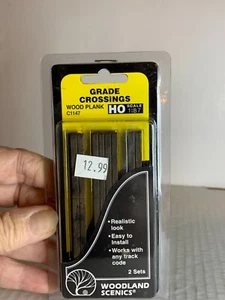 GRADE
CROSSINGS
WOOD PLANK
C1147
HO SCALE
1:87
12.99
• Realistic
look
• Easy to
Install
• Works with
any track
code
2 Sets
WOODLAND
SCENICS®